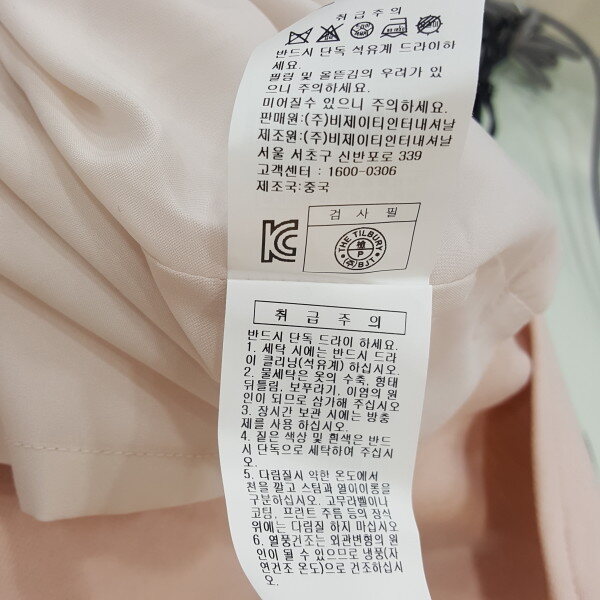 취급주의
반드시 단독 석유계 드라이하
세요.
필링 및 올뜯김의 우려가 있
으니 주의하세요.
미어질수 있으니 주의하세요.
판매원:(주)비제이티인터내셔날
제조원:(주)비제이티인터내셔날
서울 서초구 신반포로 339
고객센터 : 1600-0306
제조국:중국
검 사 필
THE TILBURY
P
(주)BJT
취 급 주 의
반드시 단독 드라이 하세요.
1. 세탁 시에는 반드시 드라
이 클리닝(석유계) 하십시오.
2. 물세탁은 옷의 수축, 형태
뒤틀림, 보푸라기, 이염의 원
인이 되므로 삼가해 주십시오
3. 장시간 보관 시에는 방충
제를 사용 하십시오.
4. 짙은 색상 및 흰색은 반드
시 단독으로 세탁하여 주십시
오.
5. 다림질시 약한 온도에서
천을 깔고 스팀과 열이이롱을
구분하십시오. 고무라벨이나
코팅, 프린트 주름 등의 장식
위에는 다림질 하지 마십시오
6. 열풍건조는 외관변형의 원
인이 될 수 있으므로 냉풍(자
연건조 온도)으로 건조하십시
오.